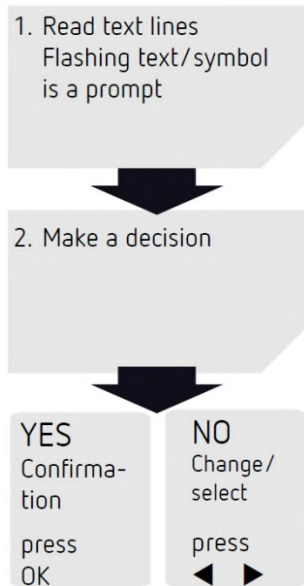 1. Read text lines
Flashing text/symbol
is a prompt
2. Make a decision
YES
Confirma-
tion
press
OK
NO
Change/
select
press
◀ ▶